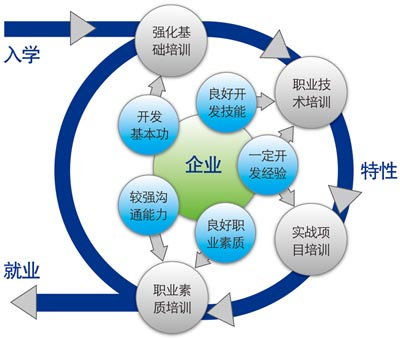 强化基
础培训
入学
良好开
发技能
职业技
术培训
开发
基本功
企业
一定开
发经验
特性
较强沟
通能力
良好职
业素质
实战项
目培训
就业
职业素
质培训